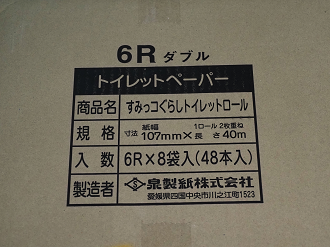 6R ダブル
トイレットペーパー
商品名 すみっコぐらしトイレットロール
規格 寸法 紙幅 107mm× 1ロール 2枚重ね 長さ 40m
入数 6R×8袋入(48本入)
製造者 泉製紙株式会社
愛媛県四国中央市川之江町1523